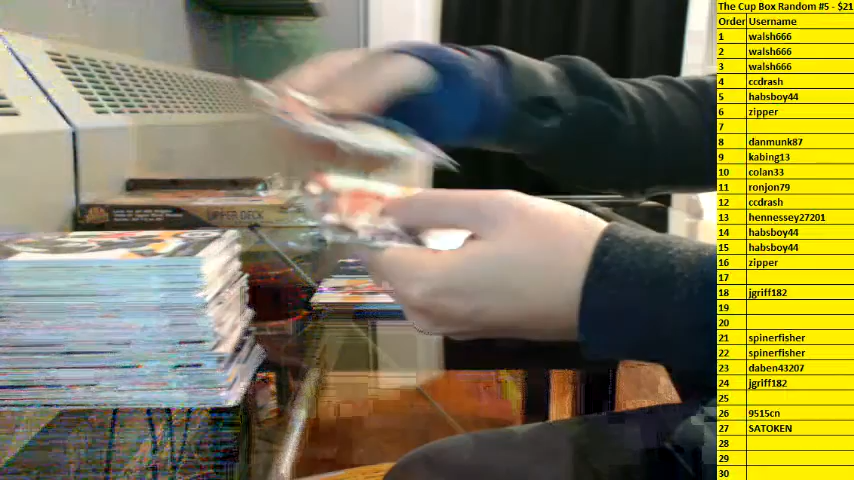 The Cup Box Random #5 - $21
Order Username
1 walsh666
2 walsh666
3 walsh666
4 ccdrash
5 habsboy44
6 zipper
7
8 danmunk87
9 kabing13
10 colan33
11 ronjon79
12 ccdrash
13 hennessey27201
14 habsboy44
15 habsboy44
16 zipper
17
18 jgriff182
19
20
21 spinerfisher
22 spinerfisher
23 daben43207
24 jgriff182
25
26 9515cn
27 SATOKEN
28
29
30
UPPER DECK